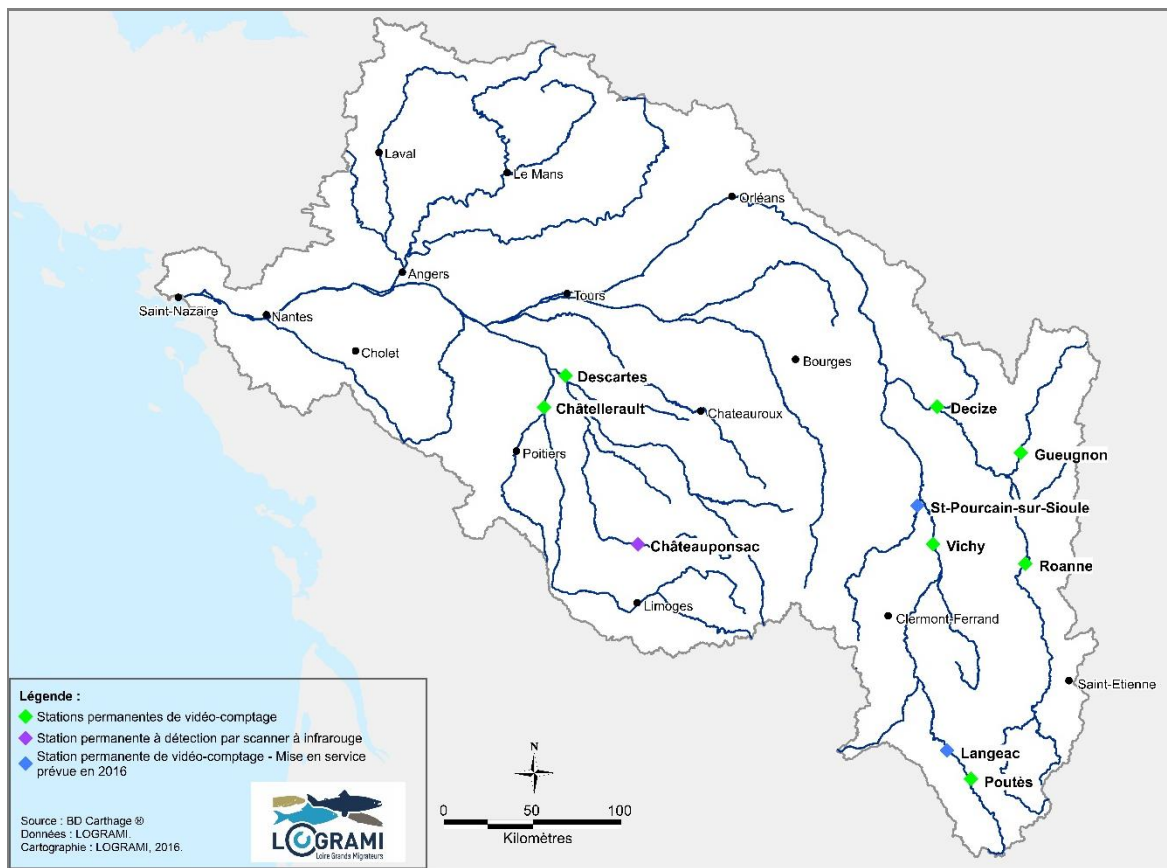 Laval
Le Mans
Orléans
Angers
Tours
Saint-Nazaire
Nantes
Cholet
Bourges
Descartes
Châtellerault
Chateauroux
Decize
Poitiers
Gueugnon
St-Pourcain-sur-Sioule
Châteauponsac
Vichy
Roanne
Limoges
Clermont-Ferrand
Saint-Etienne
Langeac
Poutès
Légende :
Stations permanentes de vidéo-comptage
Station permanente à détection par scanner à infrarouge
Station permanente de vidéo-comptage - Mise en service
prévue en 2016
Source : BD Carthage ®
Données : LOGRAMI.
Cartographie : LOGRAMI, 2016.
LOGRAMI
Loire Grands Migrateurs
N
0 50 100
Kilomètres